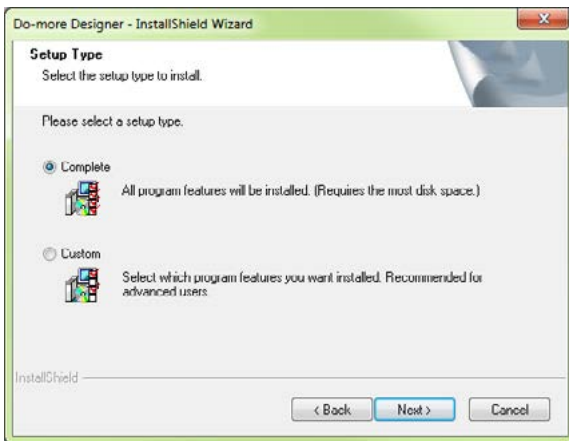 Do-more Designer - InstallShield Wizard
Setup Type
Select the setup type to install.
Please select a setup type.
Complete
All program features will be installed. (Requires the most disk space.)
Custom
Select which program features you want installed. Recommended for
advanced users.
InstallShield
< Back
Next >
Cancel